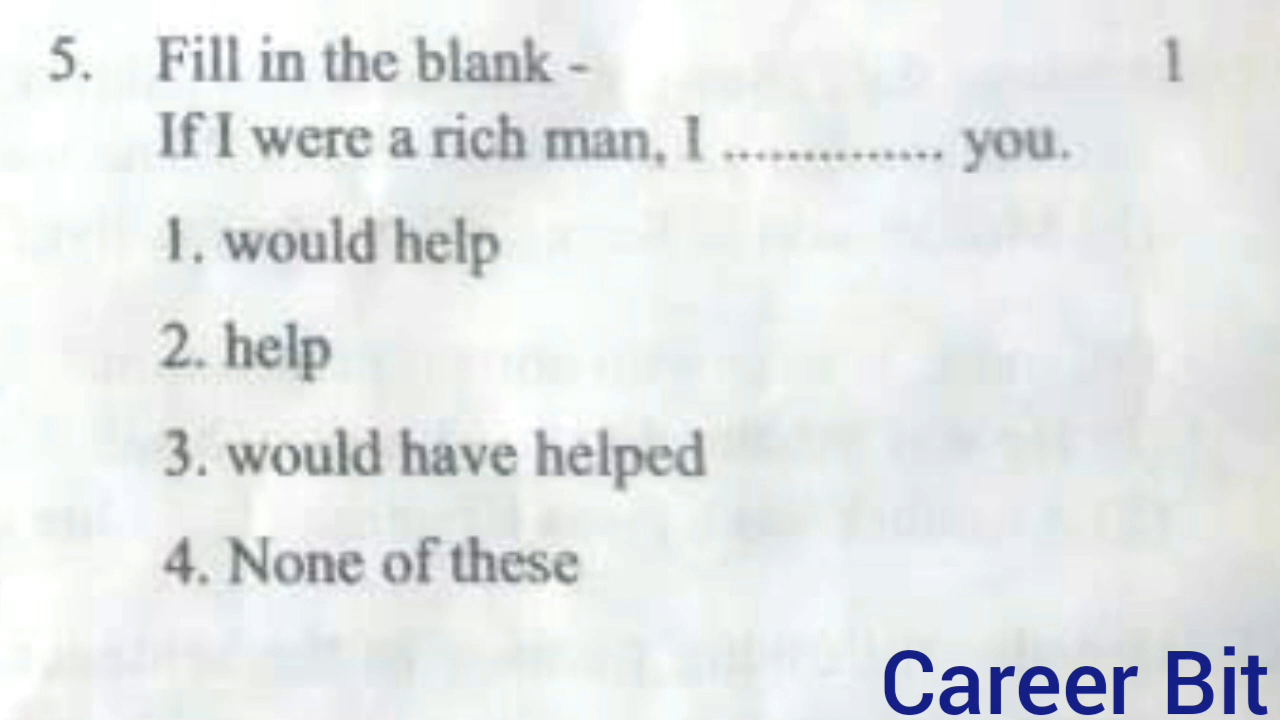 5. Fill in the blank - 1
If I were a rich man, I .............. you.
1. would help
2. help
3. would have helped
4. None of these
Career Bit